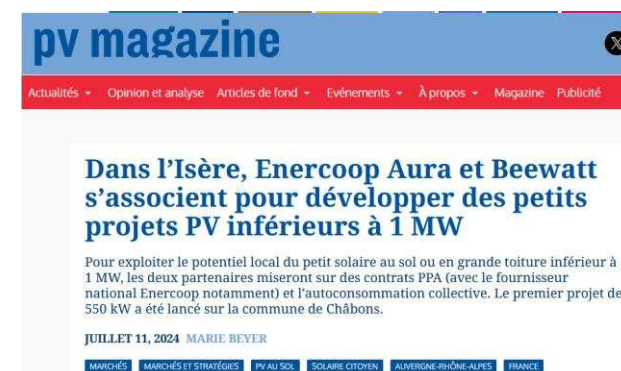 pv magazine
X
Actualités Opinion et analyse Articles de fond Evénements À propos Magazine Publicité
Dans l'Isère, Enercoop Aura et Beewatt
s'associent pour développer des petits
projets PV inférieurs à 1 MW
Pour exploiter le potentiel local du petit solaire au sol ou en grande toiture inférieur à
1 MW, les deux partenaires miseront sur des contrats PPA (avec le fournisseur
national Enercoop notamment) et l'autoconsommation collective. Le premier projet de
550 kW a été lancé sur la commune de Châbons.
JUILLET 11, 2024 MARIE BEYER
MARCHÉS MARCHÉS ET STRATÉGIES PV AU SOL SOLAIRE CITOYEN AUVERGNE-RHÔNE-ALPES FRANCE